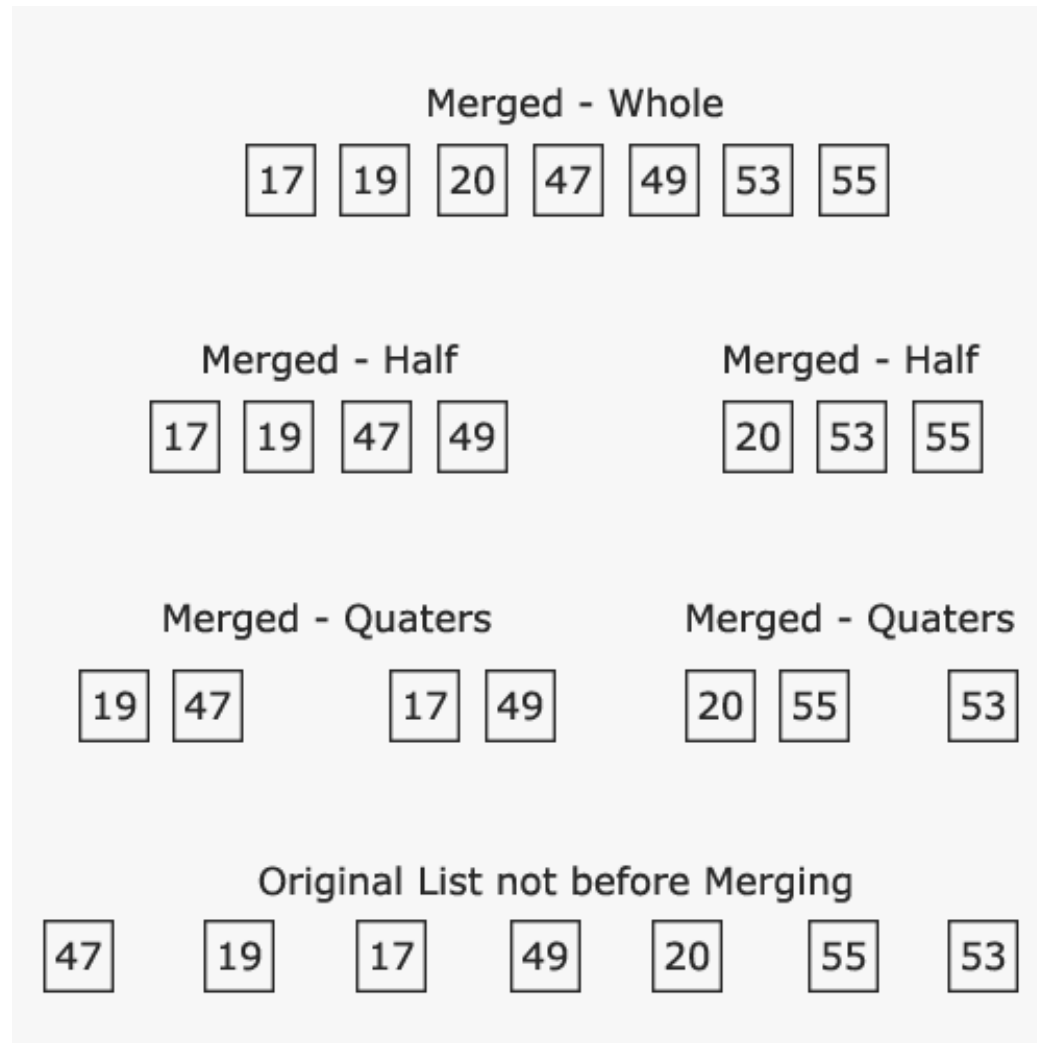 Merged - Whole
17 19 20 47 49 53 55
Merged - Half Merged - Half
17 19 47 49 20 53 55
Merged - Quaters Merged - Quaters
19 47 17 49 20 55 53
Original List not before Merging
47 19 17 49 20 55 53